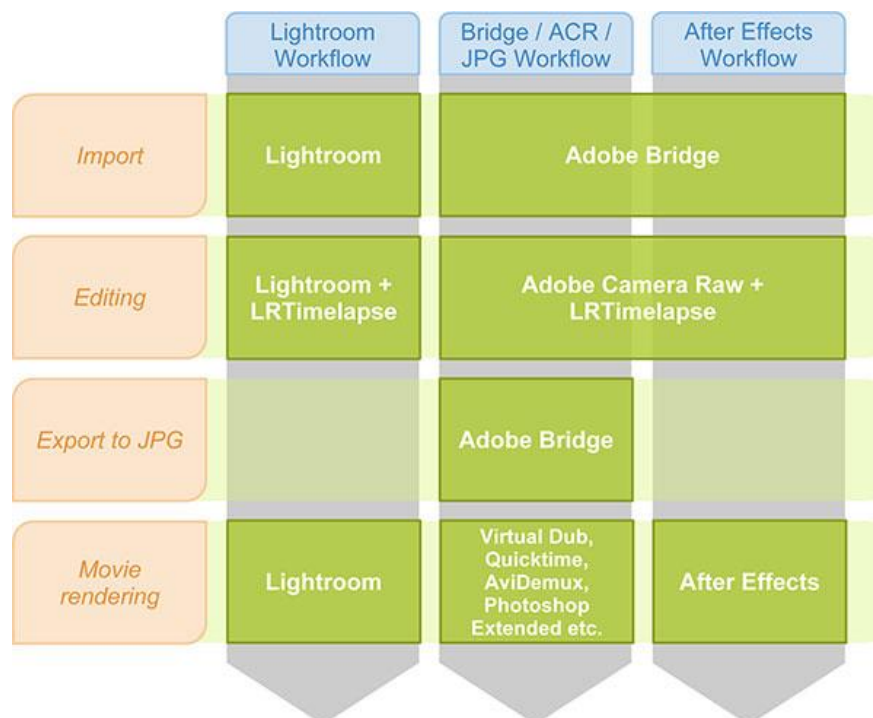 Lightroom
Workflow
Bridge / ACR /
JPG Workflow
After Effects
Workflow
Import
Lightroom
Adobe Bridge
Editing
Lightroom +
LRTimelapse
Adobe Camera Raw +
LRTimelapse
Export to JPG
Adobe Bridge
Movie
rendering
Lightroom
Virtual Dub,
Quicktime,
AviDemux,
Photoshop
Extended etc.
After Effects